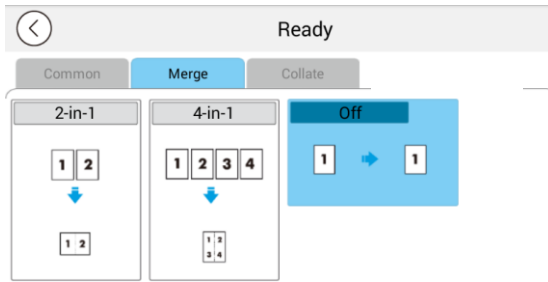 Ready
Common Merge Collate
2-in-1 4-in-1 Off
1 2 1 2 3 4 1 1
1 2 1 2
3 4